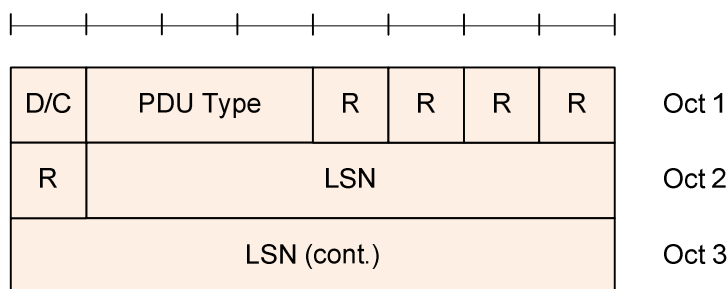 D/C PDU Type R R R R Oct 1
R LSN Oct 2
LSN (cont.) Oct 3